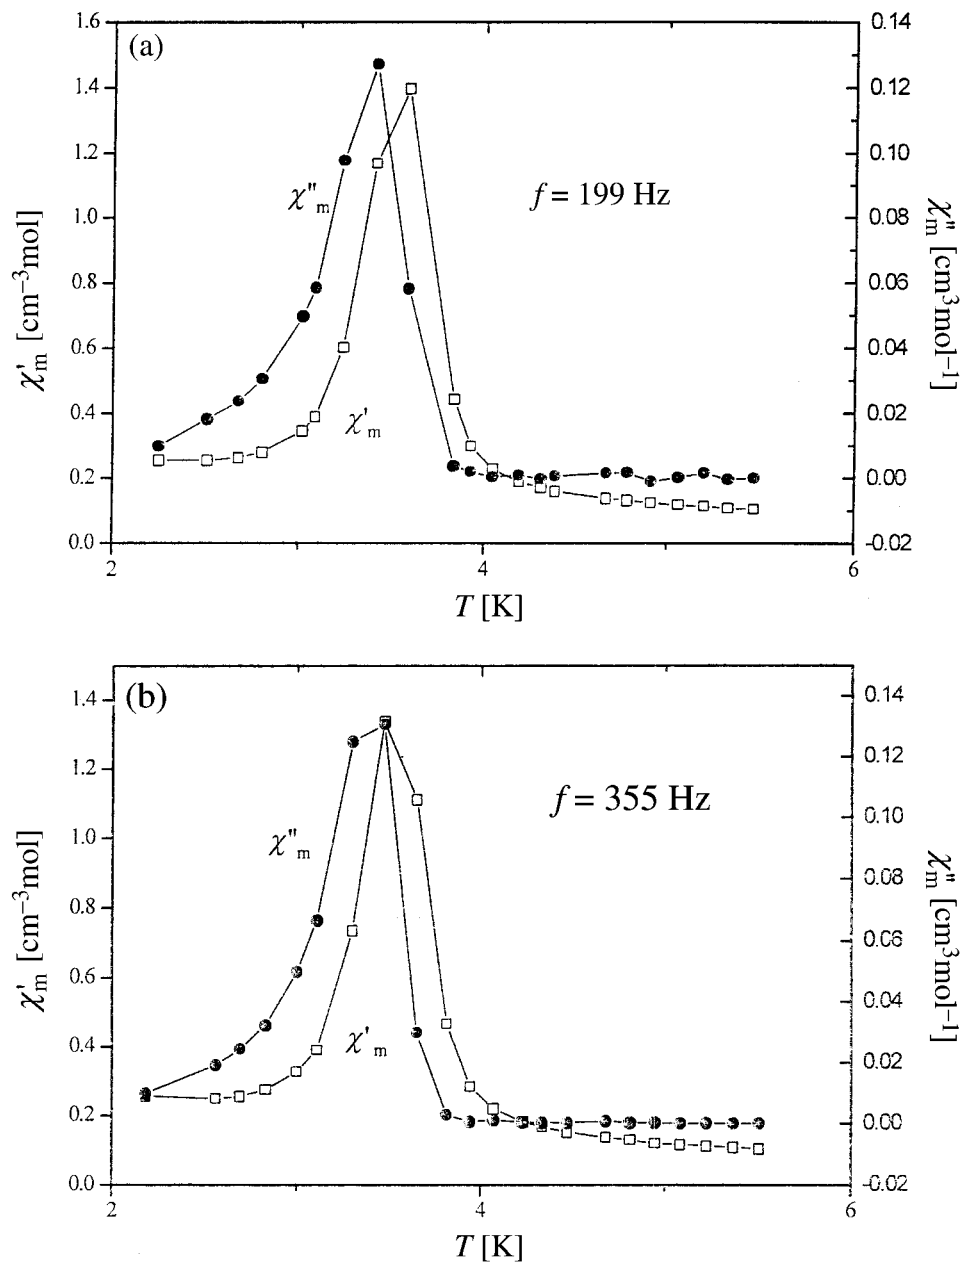 (a)
1.6
1.4
1.2
1.0
0.8
0.6
0.4
0.2
0.0
χ'm [cm−3mol]
0.14
0.12
0.10
0.08
0.06
0.04
0.02
0.00
-0.02
χ"m [cm3mol−1]
χ"m
f = 199 Hz
χ'm
2
4
6
T [K]
(b)
1.4
1.2
1.0
0.8
0.6
0.4
0.2
0.0
χ'm [cm−3mol]
0.14
0.12
0.10
0.08
0.06
0.04
0.02
0.00
-0.02
χ"m [cm3mol−1]
f = 355 Hz
χ"m
χ'm
2
4
6
T [K]